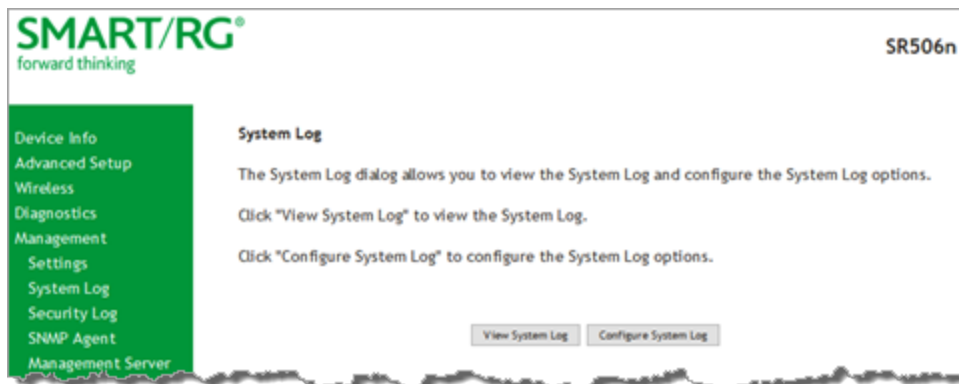 SMART/RG®
forward thinking
SR506n
Device Info
Advanced Setup
Wireless
Diagnostics
Management
Settings
System Log
Security Log
SNMP Agent
Management Server
System Log
The System Log dialog allows you to view the System Log and configure the System Log options.
Click "View System Log" to view the System Log.
Click "Configure System Log" to configure the System Log options.
View System Log
Configure System Log